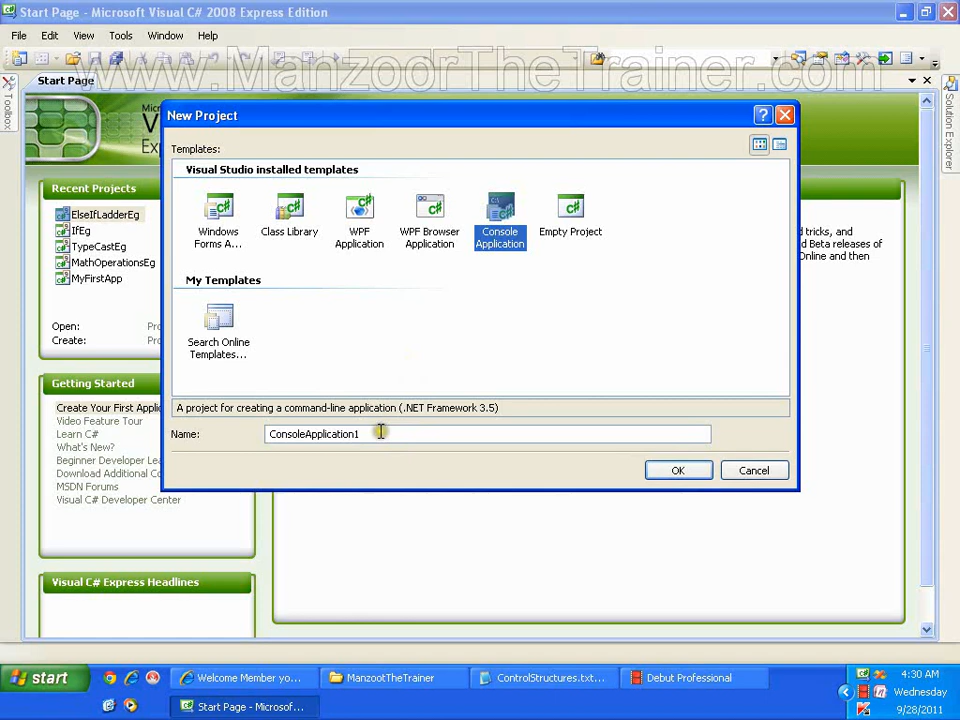 Start Page - Microsoft Visual C# 2008 Express Edition
File Edit View Tools Window Help
www.ManzoorTheTrainer.com
Start Page
Toolbox
Solution Explorer
New Project
Templates:
Visual Studio installed templates
Windows Forms A...
Class Library
WPF Application
WPF Browser Application
Console Application
Empty Project
My Templates
Search Online Templates...
A project for creating a command-line application (.NET Framework 3.5)
Name: ConsoleApplication1
OK Cancel
Recent Projects
ElseIfLadderEg
IfEg
TypeCastEg
MathOperationsEg
MyFirstApp
Open:
Create:
tricks, and
d Beta releases of
Online and then
Getting Started
Create Your First Applic
Video Feature Tour
Learn C#
What's New?
Beginner Developer Lea
Download Additional Co
MSDN Forums
Visual C# Developer Center
Visual C# Express Headlines
start
Welcome Member yo...
ManzootTheTrainer
ControlStructures.txt...
Debut Professional
Start Page - Microsof...
4:30 AM
Wednesday
9/28/2011